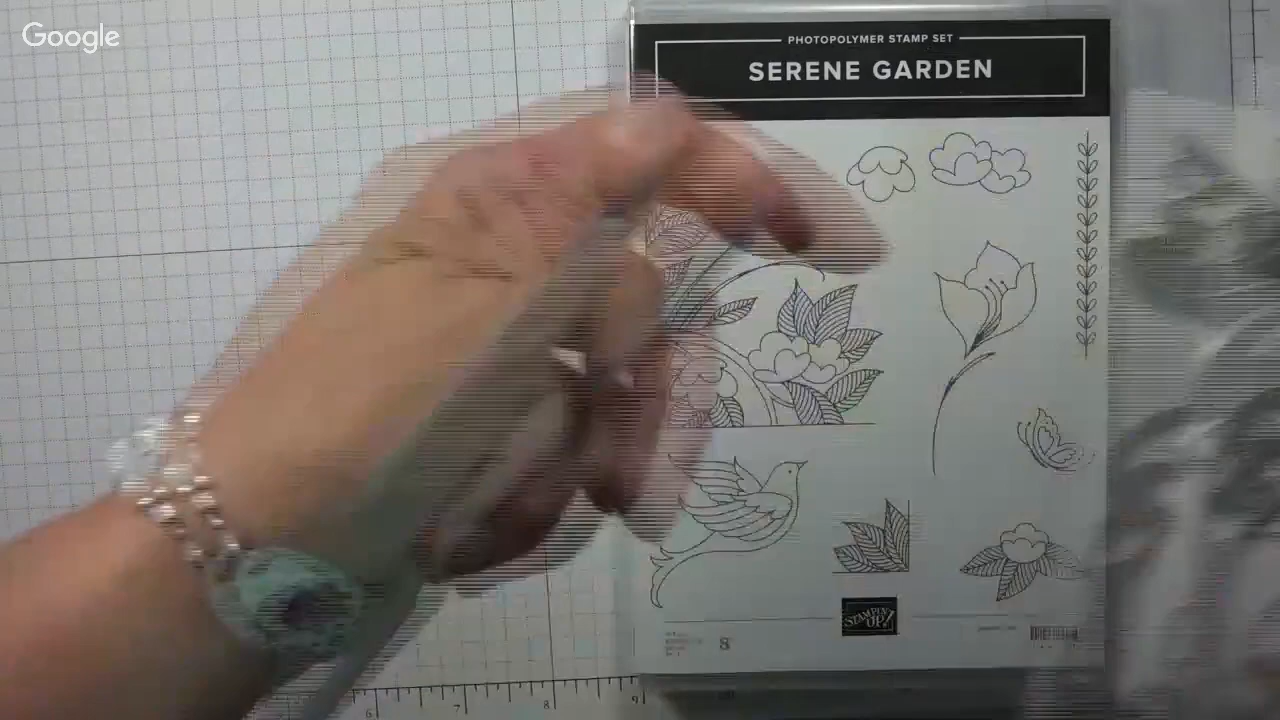 Google
PHOTOPOLYMER STAMP SET
SERENE GARDEN
STAMPIN' UP!
8
6 7 8 9